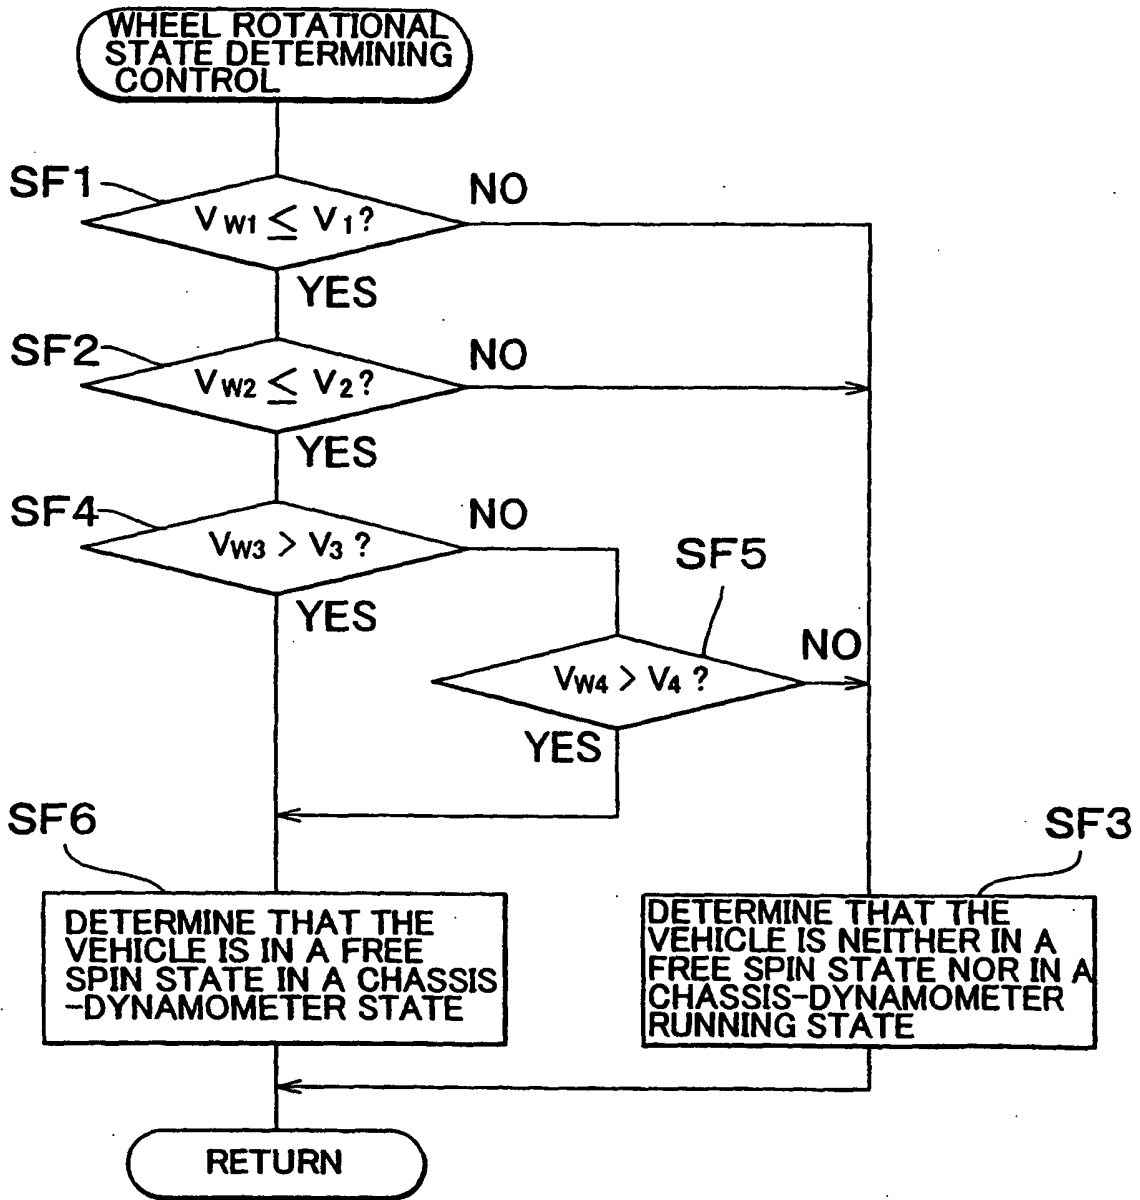 WHEEL ROTATIONAL
STATE DETERMINING
CONTROL
SF1
VW1 ≤ V1?
NO
YES
SF2
VW2 ≤ V2?
NO
YES
SF4
VW3 > V3 ?
NO
YES
SF5
VW4 > V4 ?
NO
YES
SF6
DETERMINE THAT THE
VEHICLE IS IN A FREE
SPIN STATE IN A CHASSIS
-DYNAMOMETER STATE
SF3
DETERMINE THAT THE
VEHICLE IS NEITHER IN A
FREE SPIN STATE NOR IN A
CHASSIS-DYNAMOMETER
RUNNING STATE
RETURN